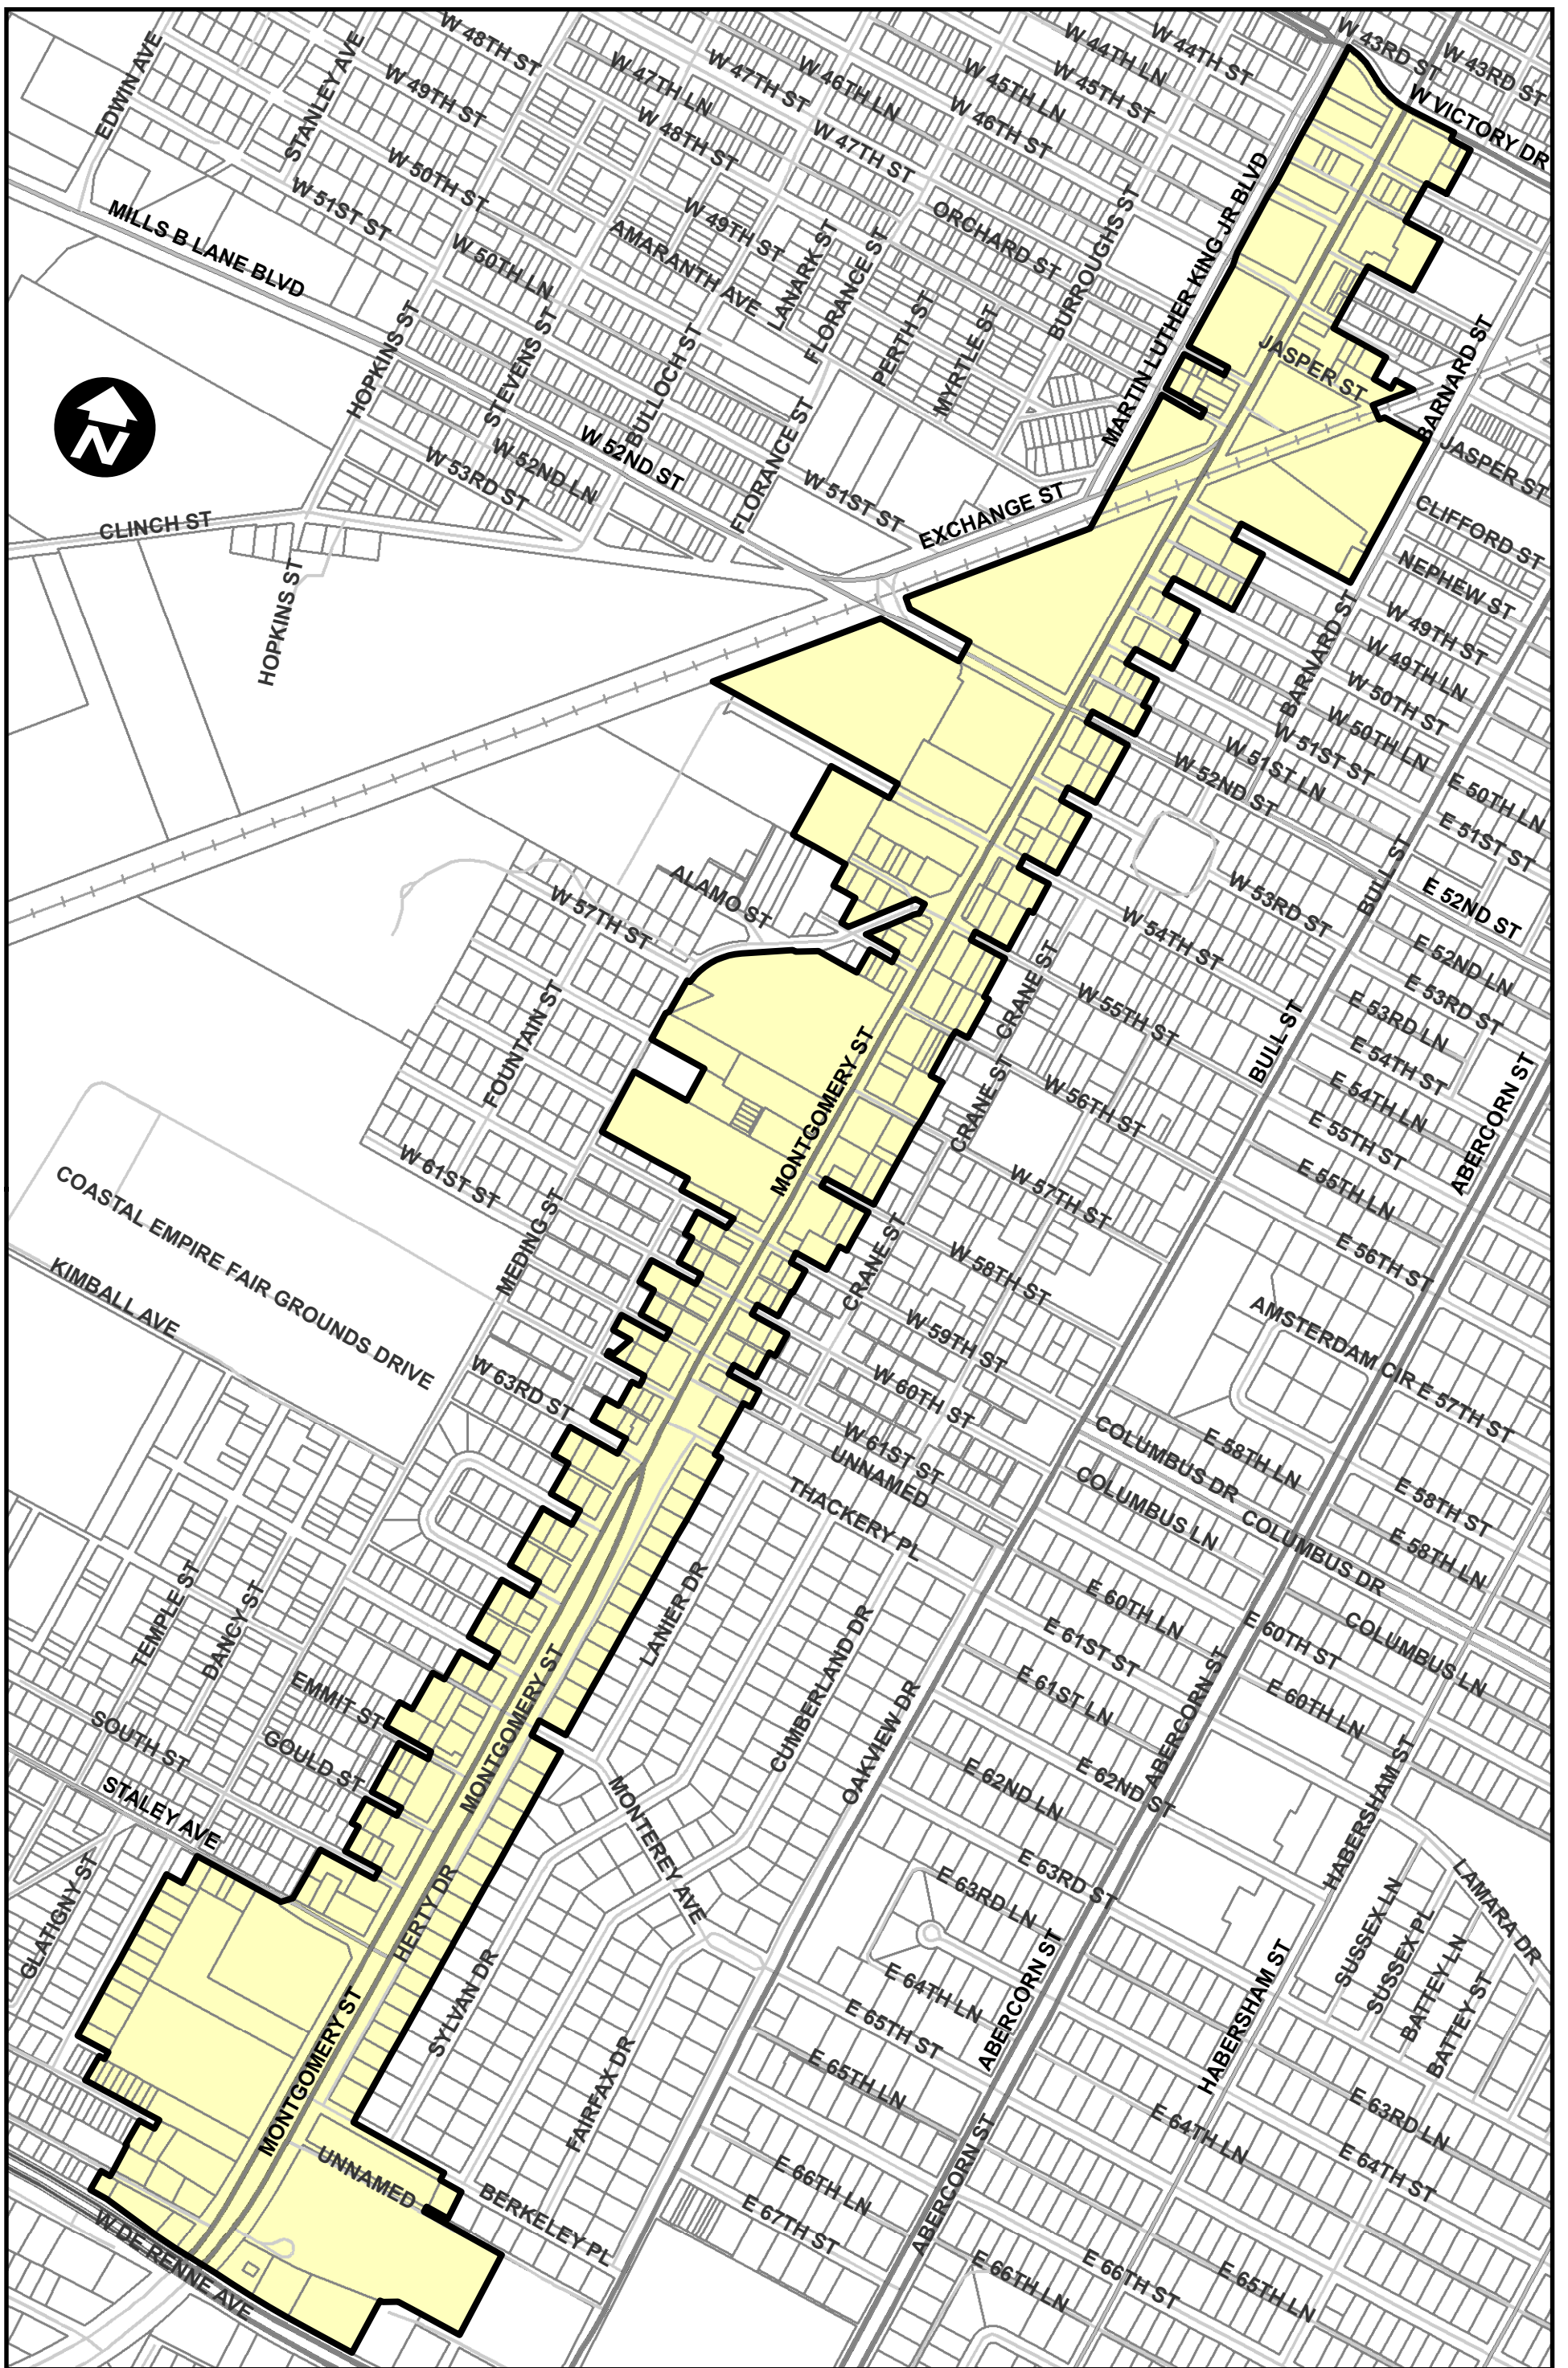 W 48TH ST
W 43RD ST
W 43RD ST
W 44TH ST
W 44TH LN
EDWIN AVE
STANLEY AVE
W 49TH ST
W 47TH LN
W 47TH ST
W 46TH LN
W 45TH LN
W 45TH ST
W VICTORY DR
W 48TH ST
W 47TH ST
W 46TH ST
W 50TH ST
W 51ST ST
MILLS B LANE BLVD
W 50TH LN
AMARANTH AVE
W 49TH ST
LANARK ST
FLORANCE ST
ORCHARD ST
BURROUGHS ST
MARTIN LUTHER KING JR BLVD
HOPKINS ST
STEVENS ST
BULLOCH ST
PERTH ST
MYRTLE ST
JASPER ST
BARNARD ST
N
W 53RD ST
W 52ND LN
W 52ND ST
FLORANCE ST
W 51ST ST
EXCHANGE ST
JASPER ST
CLINCH ST
HOPKINS ST
CLIFFORD ST
NEPHEW ST
W 49TH ST
W 49TH LN
BARNARD ST
W 50TH ST
W 50TH LN
W 51ST ST
W 51ST LN
W 52ND ST
E 50TH LN
E 51ST ST
BULL ST
E 52ND ST
W 53RD ST
W 54TH ST
ALAMO ST
W 57TH ST
E 52ND LN
E 53RD ST
E 53RD LN
CRANE ST
W 55TH ST
FOUNTAIN ST
MONTGOMERY ST
BULL ST
E 54TH ST
E 54TH LN
ABERCORN ST
CRANE ST
W 56TH ST
E 55TH ST
E 55TH LN
W 61ST ST
COASTAL EMPIRE FAIR GROUNDS DRIVE
KIMBALL AVE
MEDING ST
W 57TH ST
CRANE ST
W 58TH ST
E 56TH ST
AMSTERDAM CIR
E 57TH ST
W 59TH ST
W 63RD ST
W 60TH ST
W 61ST ST
UNNAMED
THACKERY PL
COLUMBUS DR
E 58TH LN
COLUMBUS LN
COLUMBUS DR
E 58TH ST
E 58TH LN
TEMPLE ST
DANCY ST
LANIER DR
CUMBERLAND DR
OAKVIEW DR
E 60TH LN
E 61ST ST
E 60TH ST
COLUMBUS LN
E 61ST LN
ABERCORN ST
E 60TH LN
EMMIT ST
SOUTH ST
GOULD ST
MONTGOMERY ST
STALEY AVE
MONTEREY AVE
E 62ND ST
E 62ND LN
HABERSHAM ST
GLATIGNY ST
HERTY DR
E 63RD ST
E 63RD LN
LAMARA DR
SUSSEX LN
SUSSEX PL
BATTEY LN
BATTEY ST
SYLVAN DR
E 64TH LN
ABERCORN ST
HABERSHAM ST
MONTGOMERY ST
E 65TH ST
E 65TH LN
FAIRFAX DR
E 63RD LN
E 64TH LN
E 64TH ST
UNNAMED
BERKELEY PL
E 66TH LN
E 67TH ST
ABERCORN ST
W DE RENNE AVE
E 66TH LN
E 66TH ST
E 65TH LN